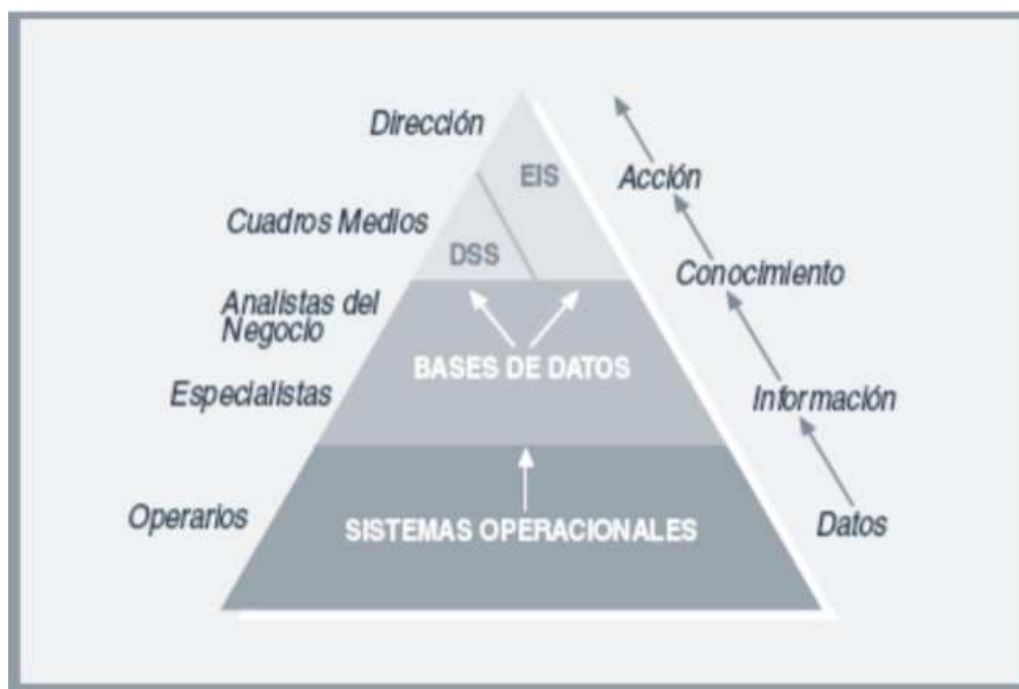 Dirección
EIS
Acción
Cuadros Medios
DSS
Conocimiento
Analistas del
Negocio
BASES DE DATOS
Especialistas
Información
Operarios
SISTEMAS OPERACIONALES
Datos